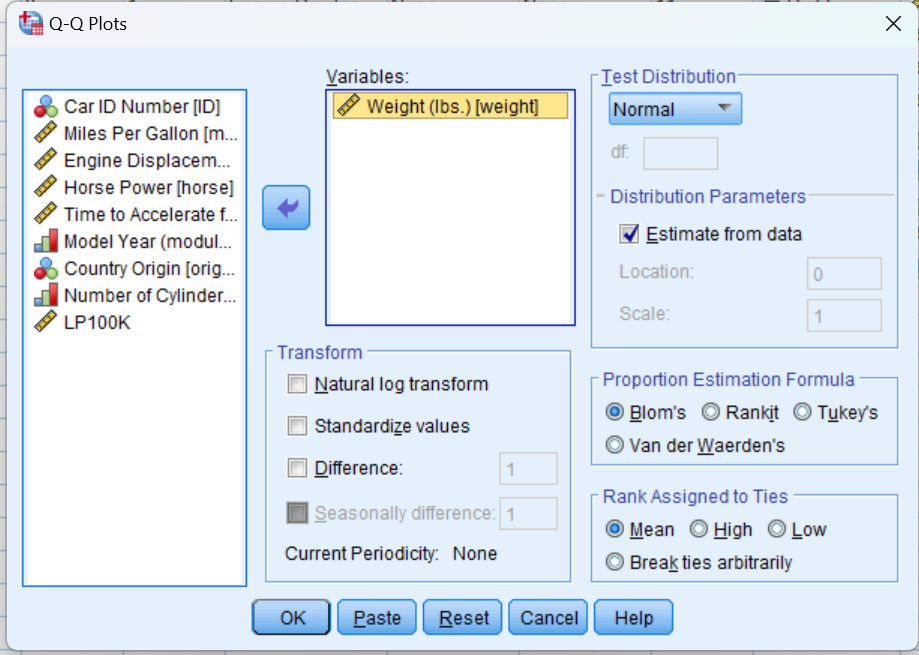 Q-Q Plots
Car ID Number [ID]
Miles Per Gallon [m...
Engine Displacem...
Horse Power [horse]
Time to Accelerate f...
Model Year (modul...
Country Origin [orig...
Number of Cylinder...
LP100K
Variables:
Weight (lbs.) [weight]
Transform
Natural log transform
Standardize values
Difference: 1
Seasonally difference: 1
Current Periodicity: None
Test Distribution
Normal
df:
Distribution Parameters
Estimate from data
Location: 0
Scale: 1
Proportion Estimation Formula
Blom's Rankit Tukey's
Van der Waerden's
Rank Assigned to Ties
Mean High Low
Break ties arbitrarily
OK Paste Reset Cancel Help